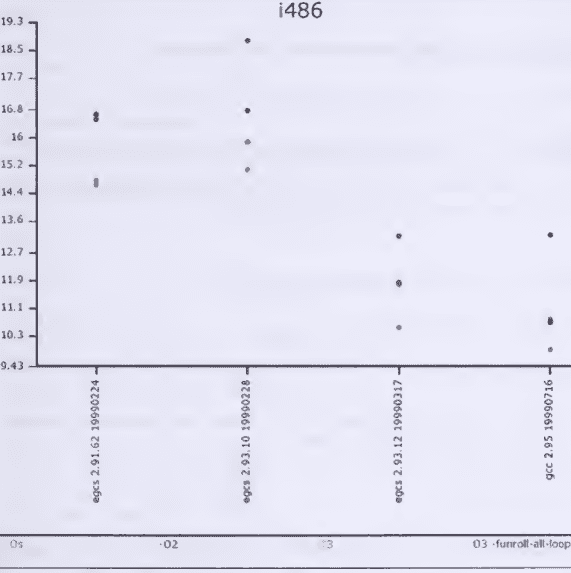 i486
19.3
18.5
17.7
16.8
16
15.2
14.4
13.6
12.7
11.9
11.1
10.3
9.43
egcs 2.91.62 19990224
egcs 2.93.10 19990228
egcs 2.93.12 19990317
gcc 2.95 19990716
Os
-O2
O3 -funroll-all-loop